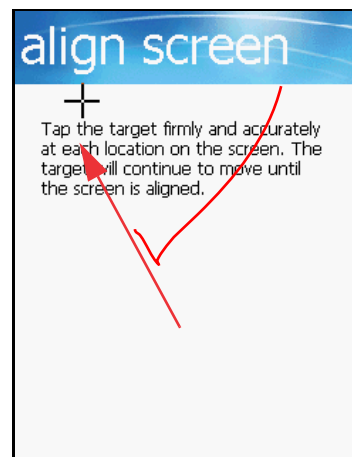 align screen
Tap the target firmly and accurately
at each location on the screen. The
target will continue to move until
the screen is aligned.